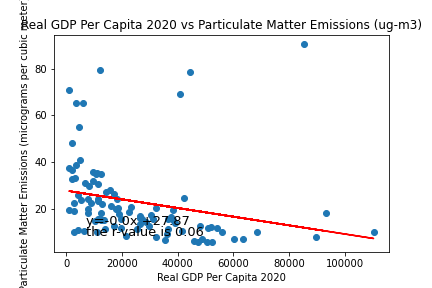 Real GDP Per Capita 2020 vs Particulate Matter Emissions (ug-m3)
Particulate Matter Emissions (micrograms per cubic meter
80
60
40
20
y=-0.0x+27.87
the r-value is 0.06
0
20000
40000
60000
80000
100000
Real GDP Per Capita 2020